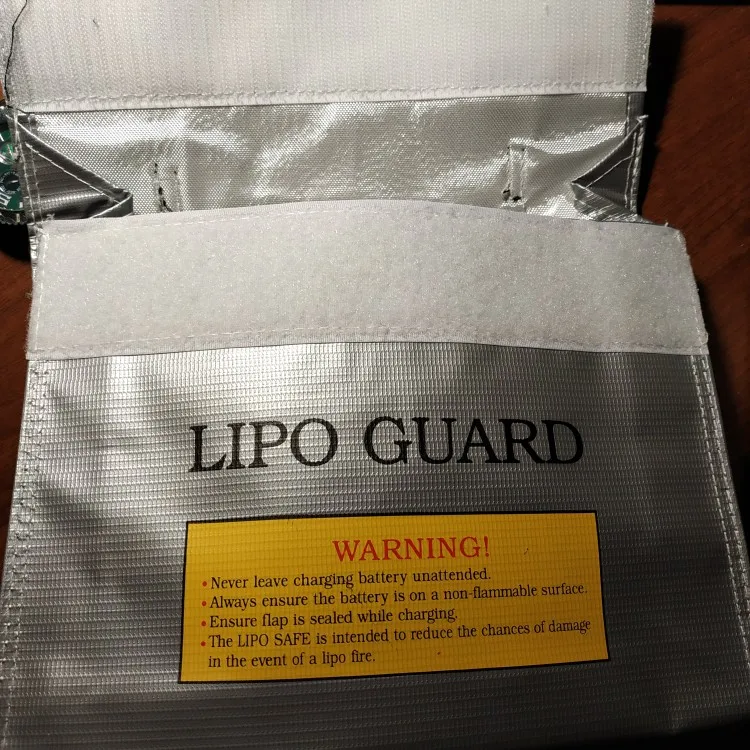 LIPO GUARD
WARNING!
• Never leave charging battery unattended.
• Always ensure the battery is on a non-flammable surface.
• Ensure flap is sealed while charging.
• The LIPO SAFE is intended to reduce the chances of damage
in the event of a lipo fire.